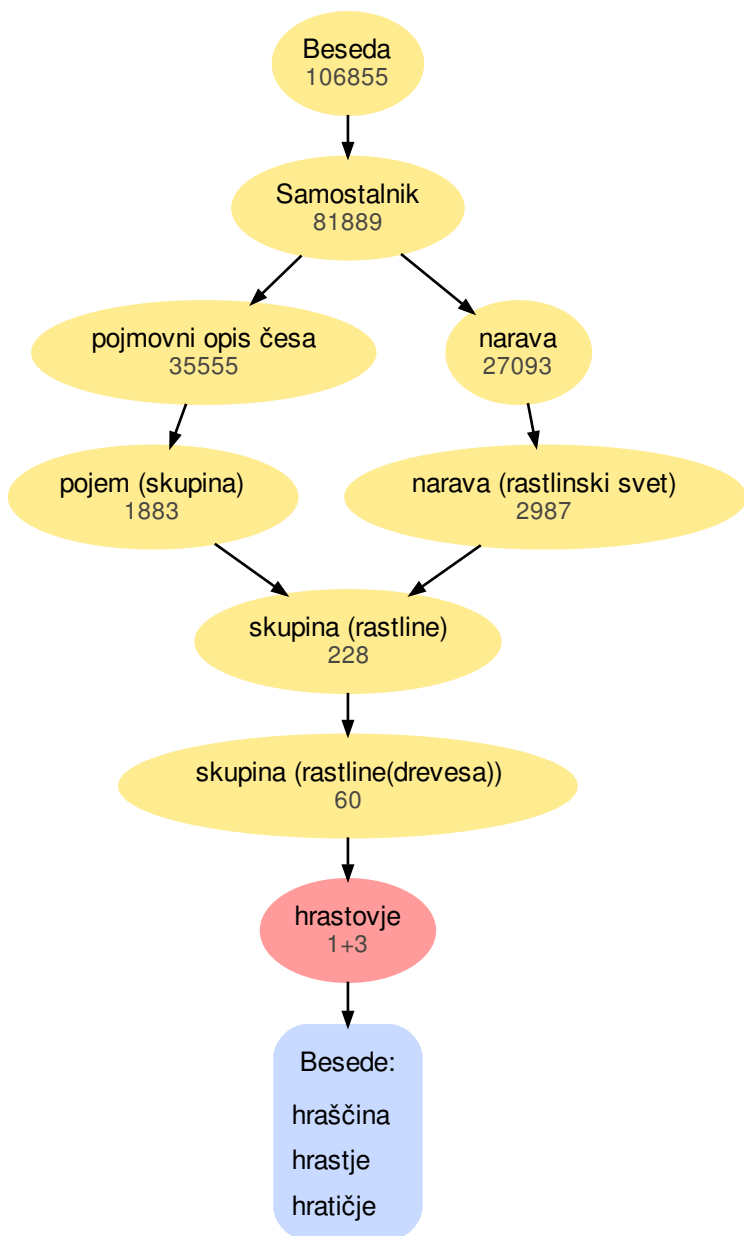 Beseda
106855
Samostalnik
81889
pojmovni opis česa
35555
narava
27093
pojem (skupina)
1883
narava (rastlinski svet)
2987
skupina (rastline)
228
skupina (rastline(drevesa))
60
hrastovje
1+3
Besede:
hraščina
hrastje
hratičje